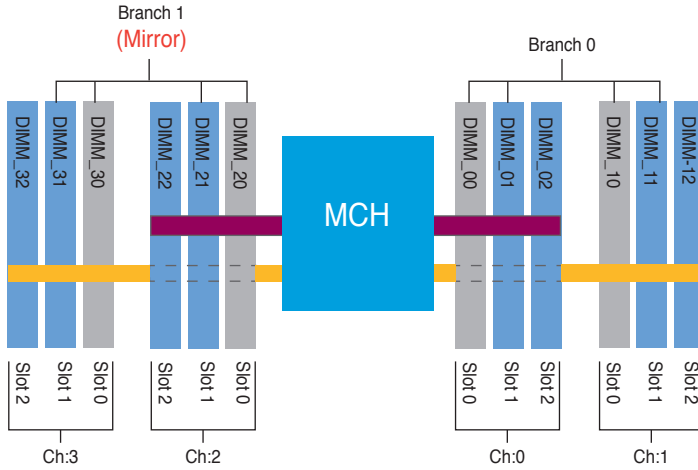 Branch 1
(Mirror)
Branch 0
DIMM_32
DIMM_31
DIMM_30
DIMM_22
DIMM_21
DIMM_20
MCH
DIMM_00
DIMM_01
DIMM_02
DIMM_10
DIMM_11
DIMM-12
Slot 2
Slot 1
Slot 0
Slot 2
Slot 1
Slot 0
Slot 0
Slot 1
Slot 2
Slot 0
Slot 1
Slot 2
Ch:3
Ch:2
Ch:0
Ch:1